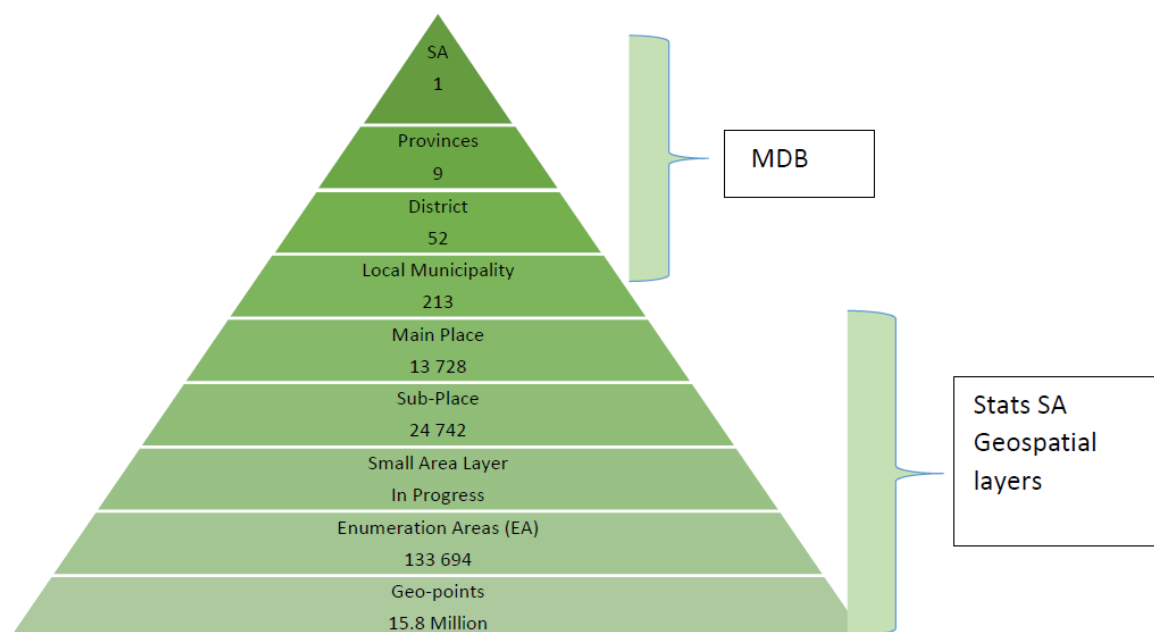 SA
1
Provinces
9
District
52
Local Municipality
213
Main Place
13 728
Sub-Place
24 742
Small Area Layer
In Progress
Enumeration Areas (EA)
133 694
Geo-points
15.8 Million
MDB
Stats SA
Geospatial
layers